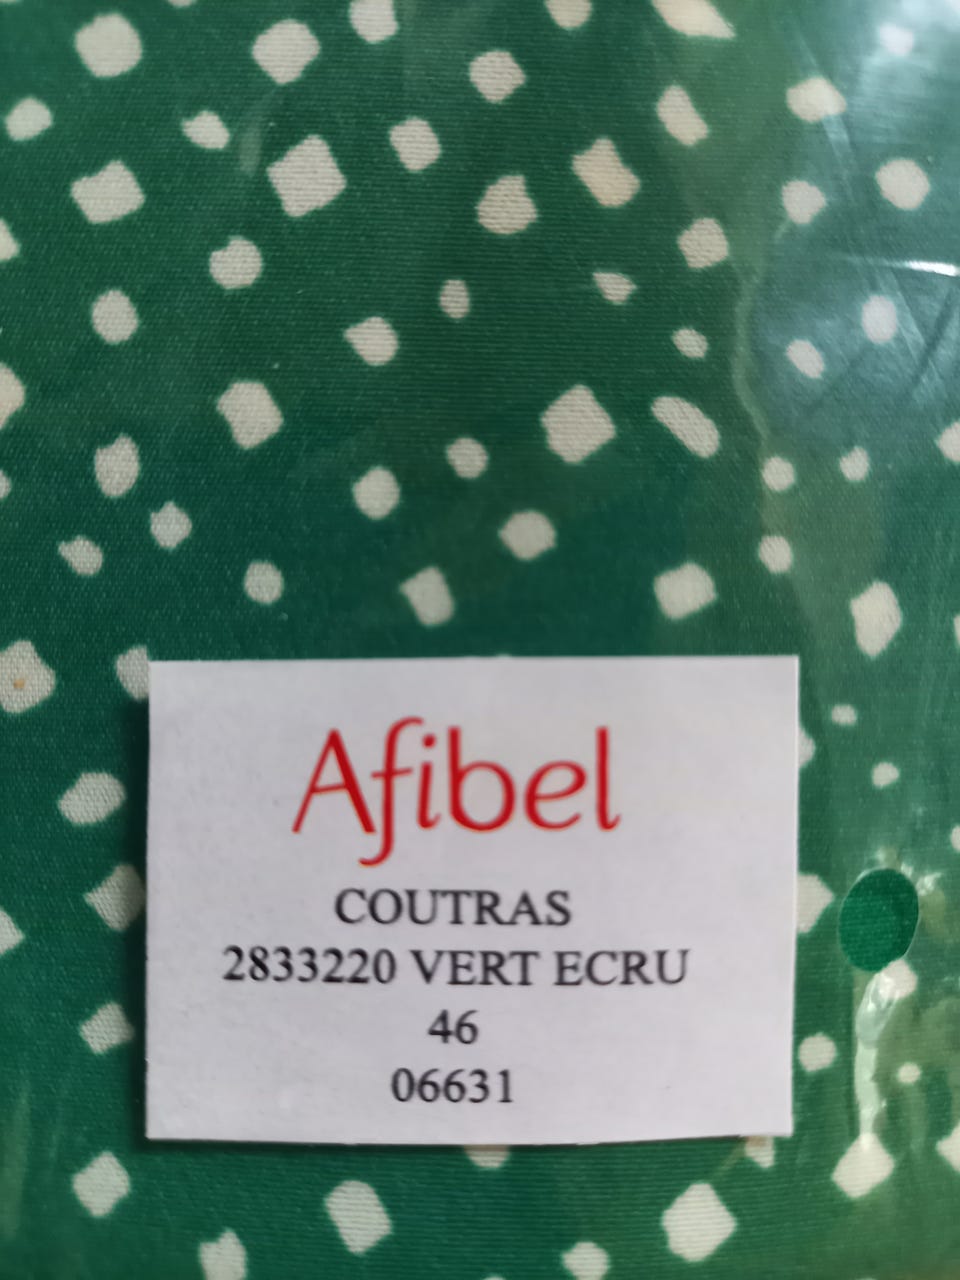 Afibel
COUTRAS
2833220 VERT ECRU
46
06631